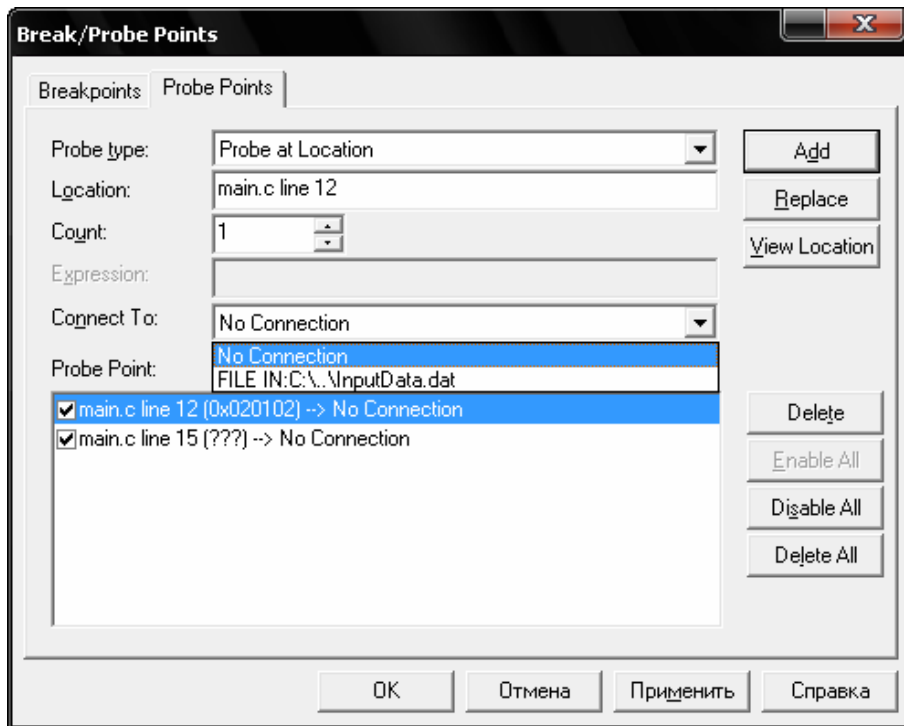 Break/Probe Points
Breakpoints Probe Points
Probe type: Probe at Location Add
Location: main.c line 12 Replace
Count: 1 View Location
Expression:
Connect To: No Connection
No Connection
Probe Point: FILE IN:C:\..\InputData.dat
main.c line 12 (0x020102) --> No Connection Delete
main.c line 15 (???) --> No Connection
Enable All
Disable All
Delete All
OK Отмена Применить Справка